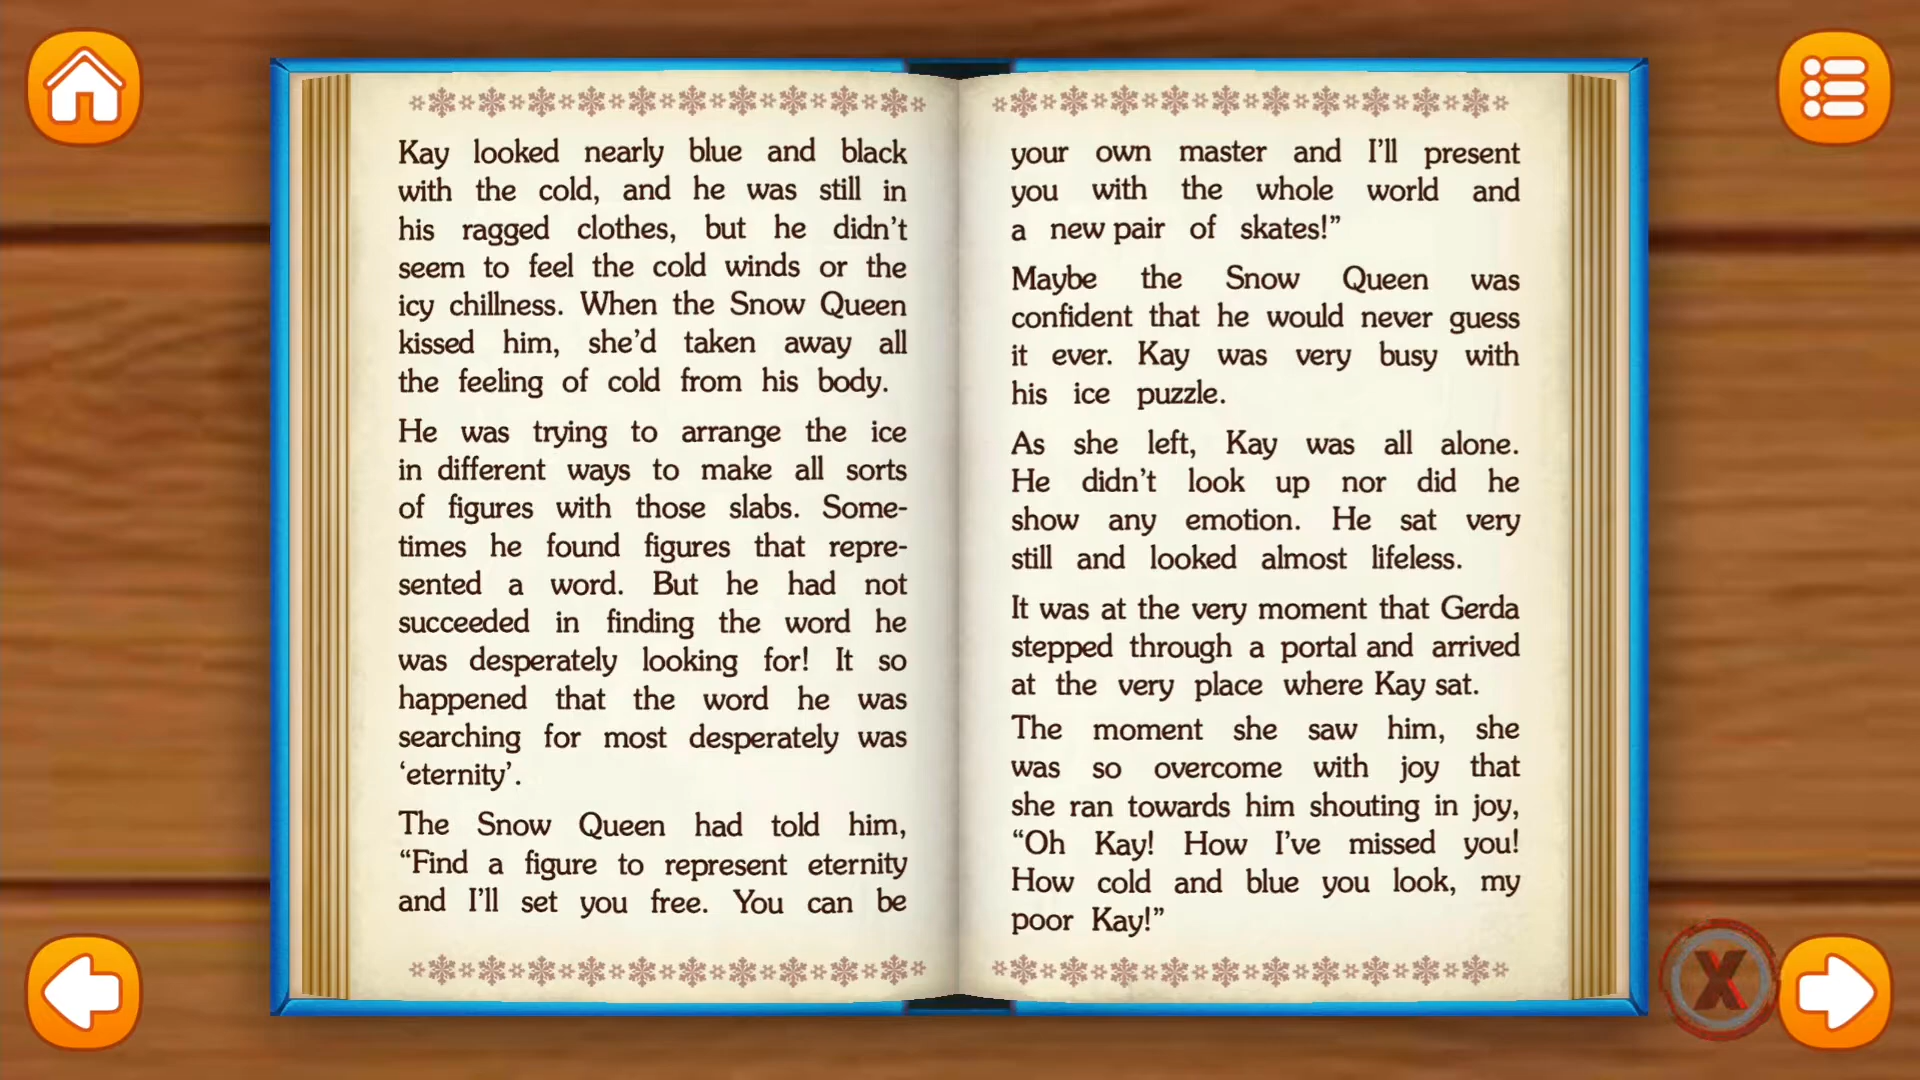 Kay looked nearly blue and black
with the cold, and he was still in
his ragged clothes, but he didn’t
seem to feel the cold winds or the
icy chillness. When the Snow Queen
kissed him, she’d taken away all
the feeling of cold from his body.
He was trying to arrange the ice
in different ways to make all sorts
of figures with those slabs. Some-
times he found figures that repre-
sented a word. But he had not
succeeded in finding the word he
was desperately looking for! It so
happened that the word he was
searching for most desperately was
‘eternity’.
The Snow Queen had told him,
“Find a figure to represent eternity
and I’ll set you free. You can be
your own master and I’ll present
you with the whole world and
a new pair of skates!”
Maybe the Snow Queen was
confident that he would never guess
it ever. Kay was very busy with
his ice puzzle.
As she left, Kay was all alone.
He didn’t look up nor did he
show any emotion. He sat very
still and looked almost lifeless.
It was at the very moment that Gerda
stepped through a portal and arrived
at the very place where Kay sat.
The moment she saw him, she
was so overcome with joy that
she ran towards him shouting in joy,
“Oh Kay! How I’ve missed you!
How cold and blue you look, my
poor Kay!”
X